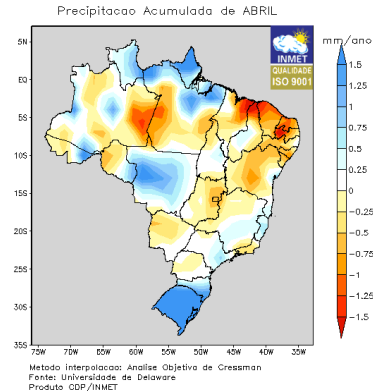 Precipitacao Acumulada de ABRIL
mm/ano
5N
EQ
5S
10S
15S
20S
25S
30S
35S
INMET
QUALIDADE
ISO 9001
1.5
1.25
1
0.75
0.5
0.25
0
-0.25
-0.5
-0.75
-1
-1.25
-1.5
75W 70W 65W 60W 55W 50W 45W 40W 35W
Metodo interpolacao: Analise Objetiva de Cressman
Fonte: Universidade de Delaware
Produto CDP/INMET